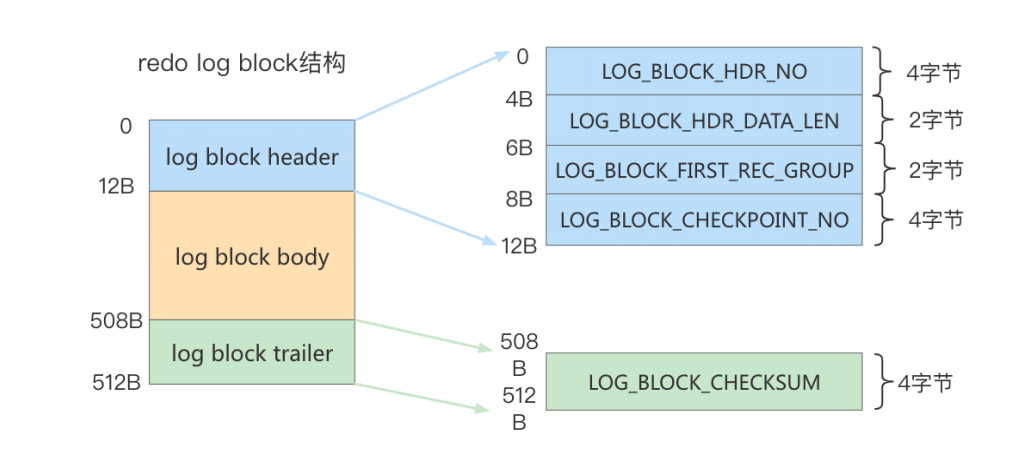 redo log block结构
0
log block header
12B
log block body
508B
log block trailer
512B
0
LOG_BLOCK_HDR_NO
4字节
4B
LOG_BLOCK_HDR_DATA_LEN
2字节
6B
LOG_BLOCK_FIRST_REC_GROUP
2字节
8B
LOG_BLOCK_CHECKPOINT_NO
4字节
12B
508
B
LOG_BLOCK_CHECKSUM
4字节
512
B